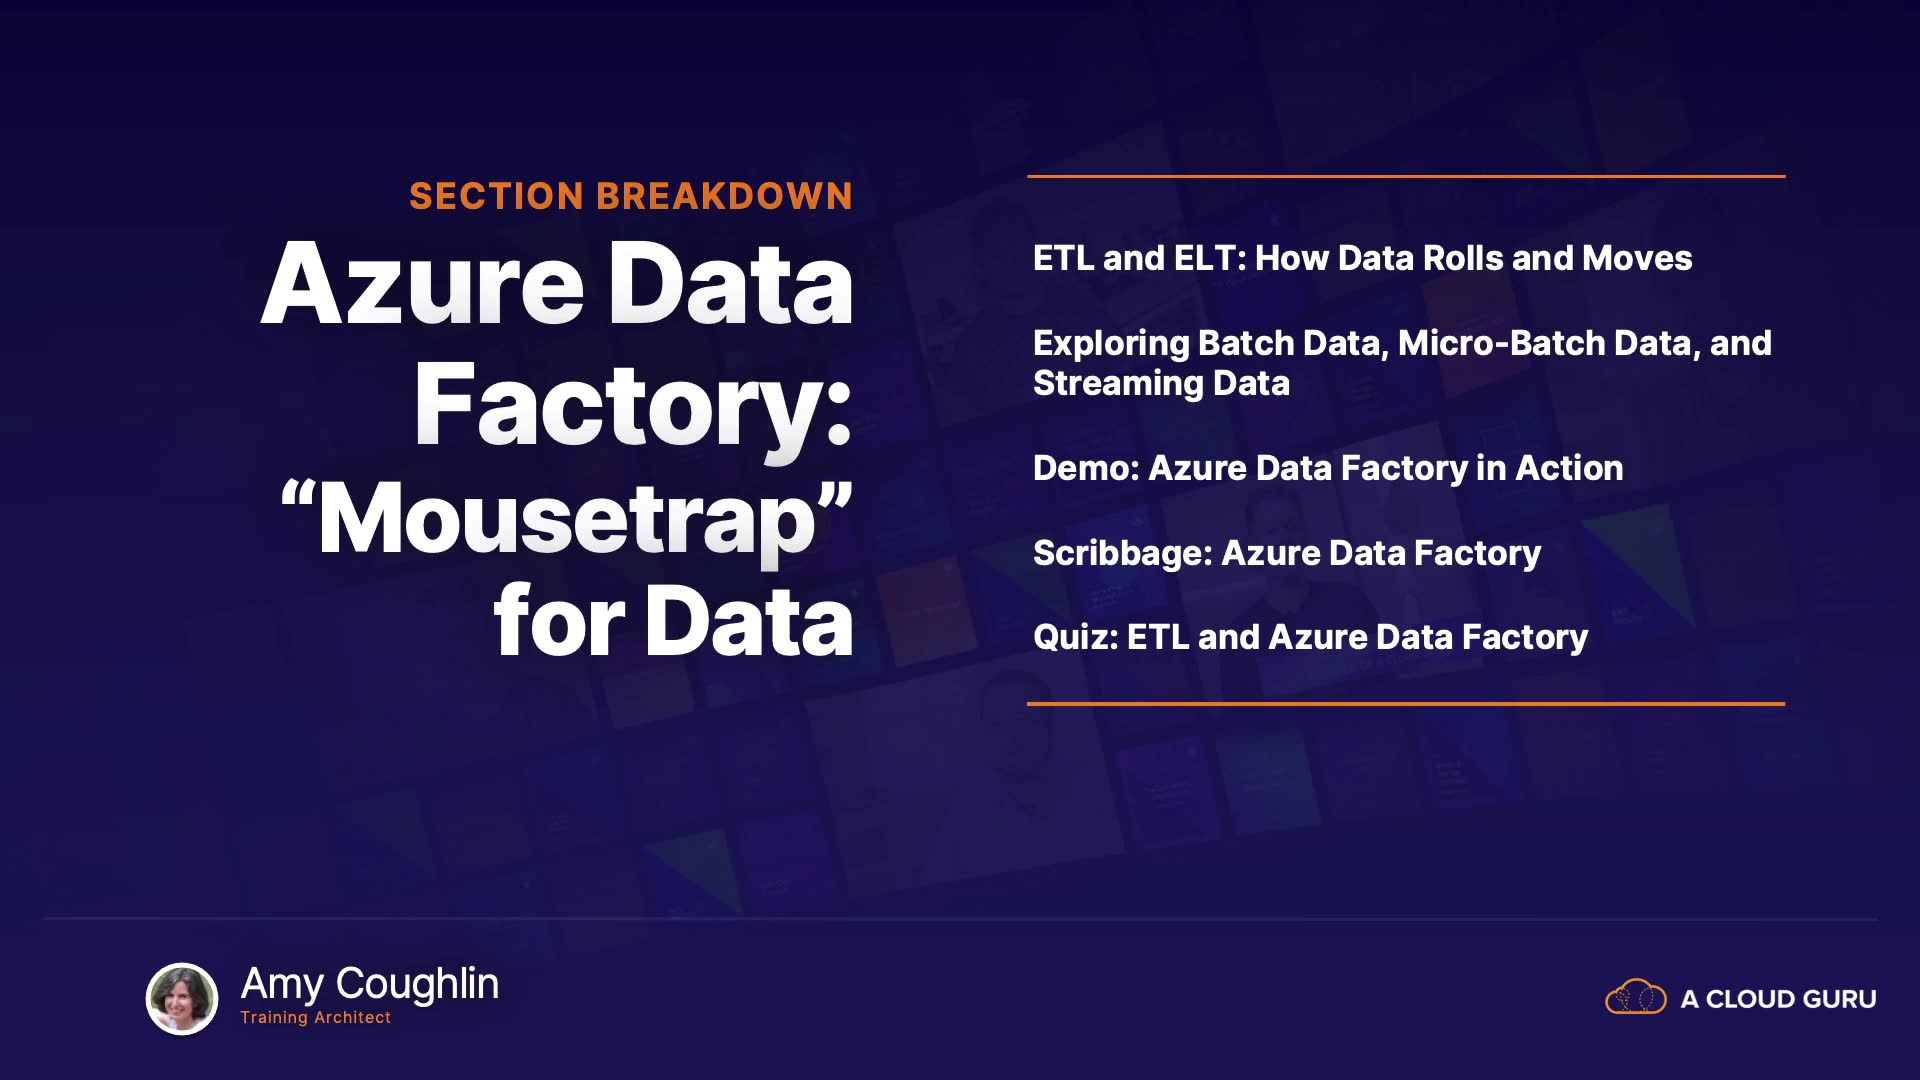 SECTION BREAKDOWN
Azure Data
Factory:
“Mousetrap”
for Data
ETL and ELT: How Data Rolls and Moves
Exploring Batch Data, Micro-Batch Data, and
Streaming Data
Demo: Azure Data Factory in Action
Scribbage: Azure Data Factory
Quiz: ETL and Azure Data Factory
Amy Coughlin
Training Architect
A CLOUD GURU